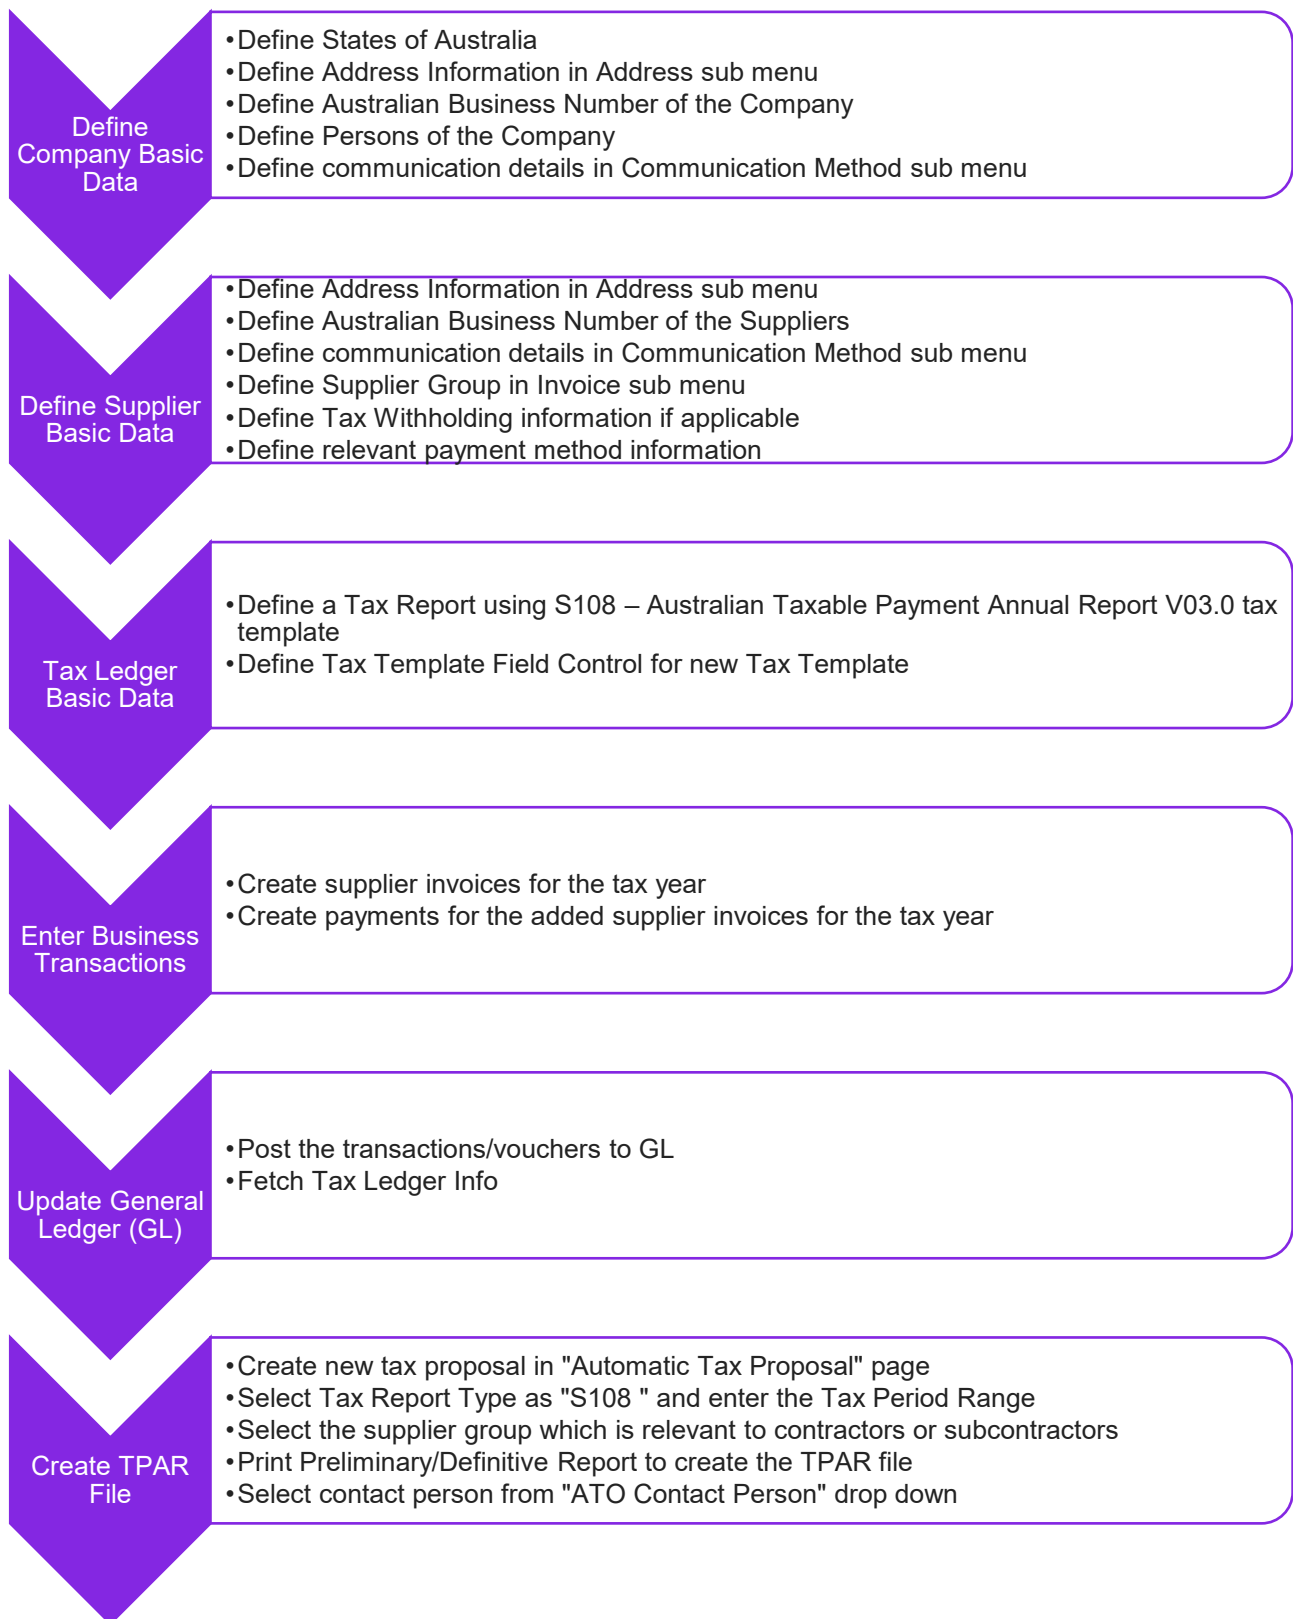 Define
Company Basic
Data
•Define States of Australia
•Define Address Information in Address sub menu
•Define Australian Business Number of the Company
•Define Persons of the Company
•Define communication details in Communication Method sub menu
Define Supplier
Basic Data
•Define Address Information in Address sub menu
•Define Australian Business Number of the Suppliers
•Define communication details in Communication Method sub menu
•Define Supplier Group in Invoice sub menu
•Define Tax Withholding information if applicable
•Define relevant payment method information
Tax Ledger
Basic Data
•Define a Tax Report using S108 – Australian Taxable Payment Annual Report V03.0 tax
template
•Define Tax Template Field Control for new Tax Template
Enter Business
Transactions
•Create supplier invoices for the tax year
•Create payments for the added supplier invoices for the tax year
Update General
Ledger (GL)
•Post the transactions/vouchers to GL
•Fetch Tax Ledger Info
Create TPAR
File
•Create new tax proposal in "Automatic Tax Proposal" page
•Select Tax Report Type as "S108 " and enter the Tax Period Range
•Select the supplier group which is relevant to contractors or subcontractors
•Print Preliminary/Definitive Report to create the TPAR file
•Select contact person from "ATO Contact Person" drop down